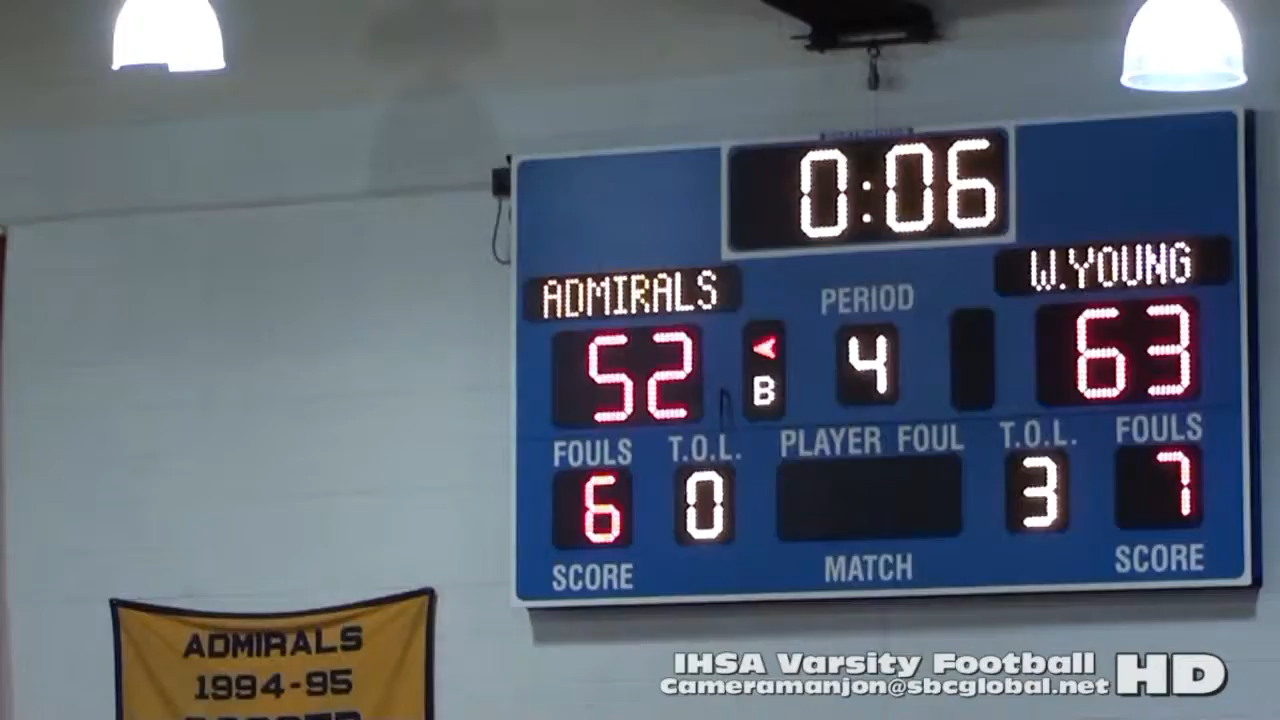 0:06
ADMIRALS
W.YOUNG
PERIOD
52
B
4
63
FOULS
T.O.L.
PLAYER FOUL
T.O.L.
FOULS
6
0
3
7
SCORE
MATCH
SCORE
ADMIRALS
1994-95
IHSA Varsity Football
Cameramanjon@sbcglobal.net
HD